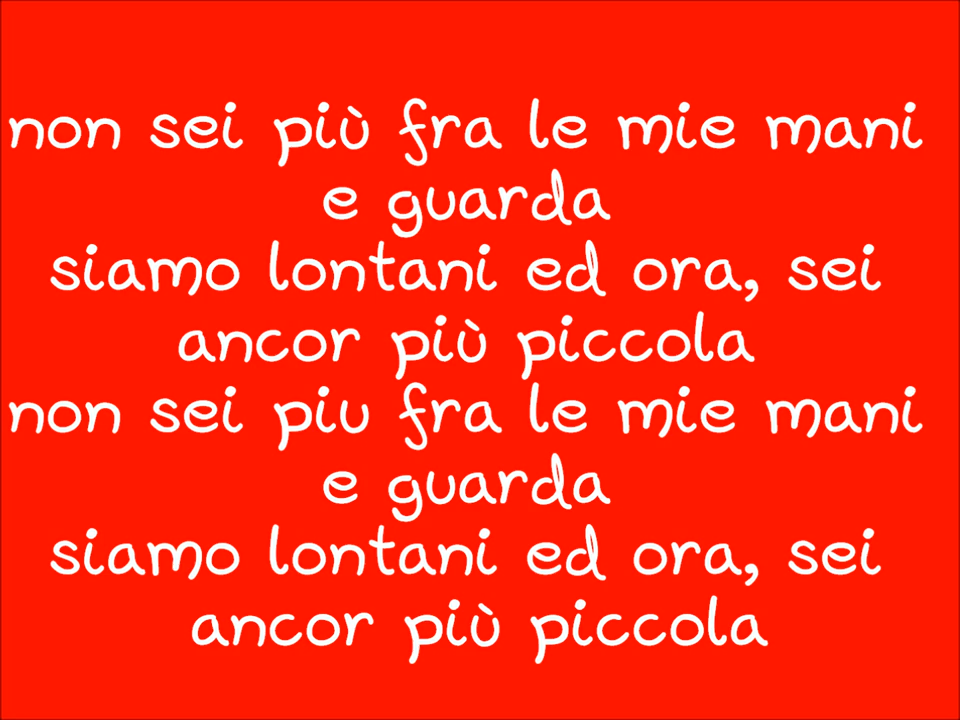 non sei più fra le mie mani
e guarda
siamo lontani ed ora, sei
ancor più piccola
non sei piu fra le mie mani
e guarda
siamo lontani ed ora, sei
ancor più piccola